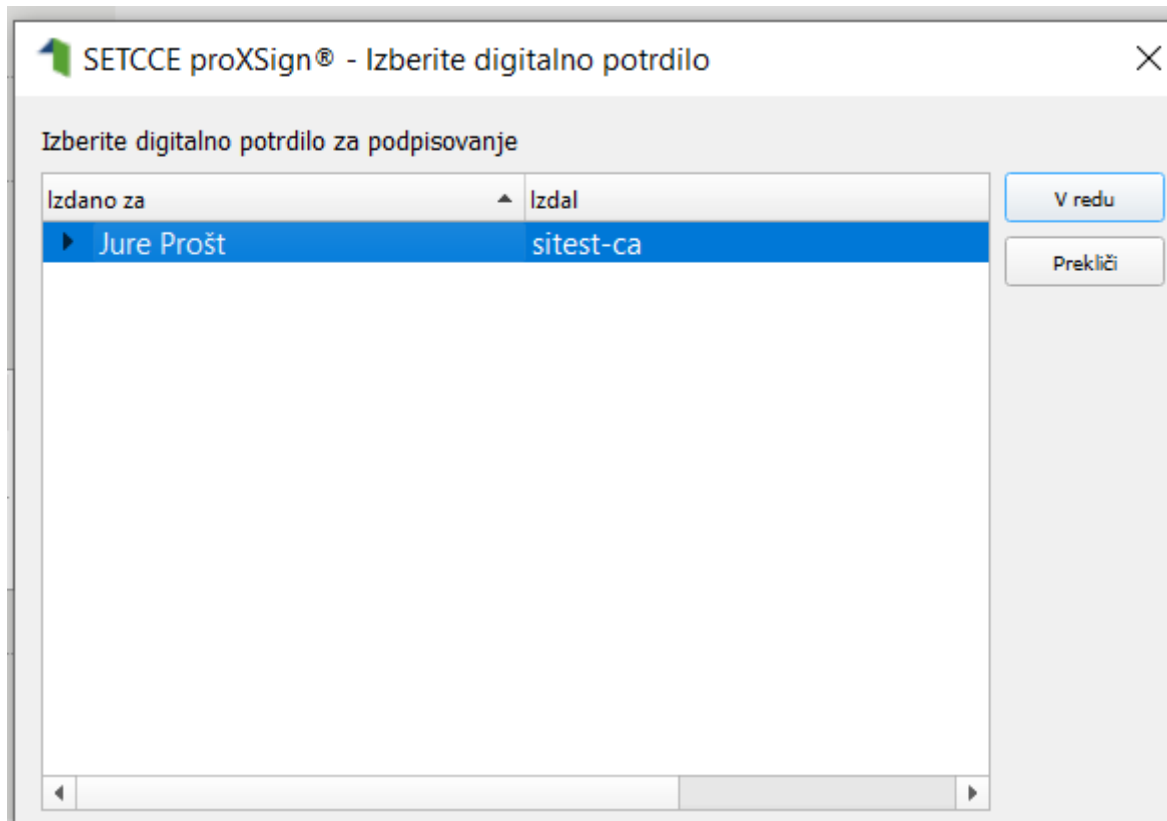 SETCCE proXSign® - Izberite digitalno potrdilo
Izberite digitalno potrdilo za podpisovanje
Izdano za Izdal
Jure Prošt sitest-ca
V redu
Prekliči